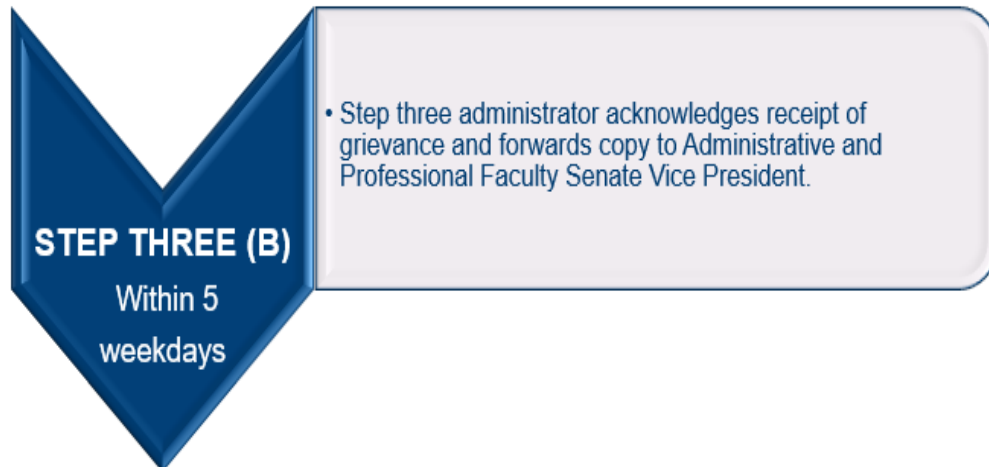 STEP THREE (B)
Within 5
weekdays
• Step three administrator acknowledges receipt of
grievance and forwards copy to Administrative and
Professional Faculty Senate Vice President.